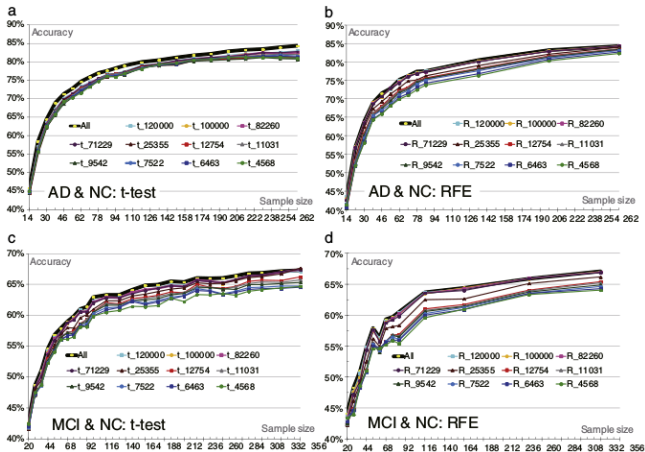 a
90%
Accuracy
85%
80%
75%
70%
65%
60%
All t_120000 t_100000 t_82260
55%
t_71229 t_25355 t_12754 t_11031
50%
t_9542 t_7522 t_6463 t_4568
45%
AD & NC: t-test
Sample size
40%
14 30 46 62 78 94 110 126 142 158 174 190 206 222 238 254 262
b
90%
Accuracy
85%
80%
75%
70%
65%
60%
All R_120000 R_100000 R_82260
55%
R_71229 R_25355 R_12754 R_11031
50%
R_9542 R_7522 R_6463 R_4568
45%
AD & NC: RFE
Sample size
40%
14 30 46 62 78 94 110 126 142 158 174 190 206 222 238 254 262
c
70%
Accuracy
65%
60%
55%
All t_120000 t_100000 t_82260
t_71229 t_25355 t_12754 t_11031
50%
t_9542 t_7522 t_6463 t_4568
45%
MCI & NC: t-test
Sample size
40%
20 44 68 92 116 140 164 188 212 236 260 284 308 332 356
d
70%
Accuracy
65%
60%
55%
All R_120000 R_100000 R_82260
R_71229 R_25355 R_12754 R_11031
50%
R_9542 R_7522 R_6463 R_4568
45%
MCI & NC: RFE
Sample size
40%
20 44 68 92 116 140 164 188 212 236 260 284 308 332 356